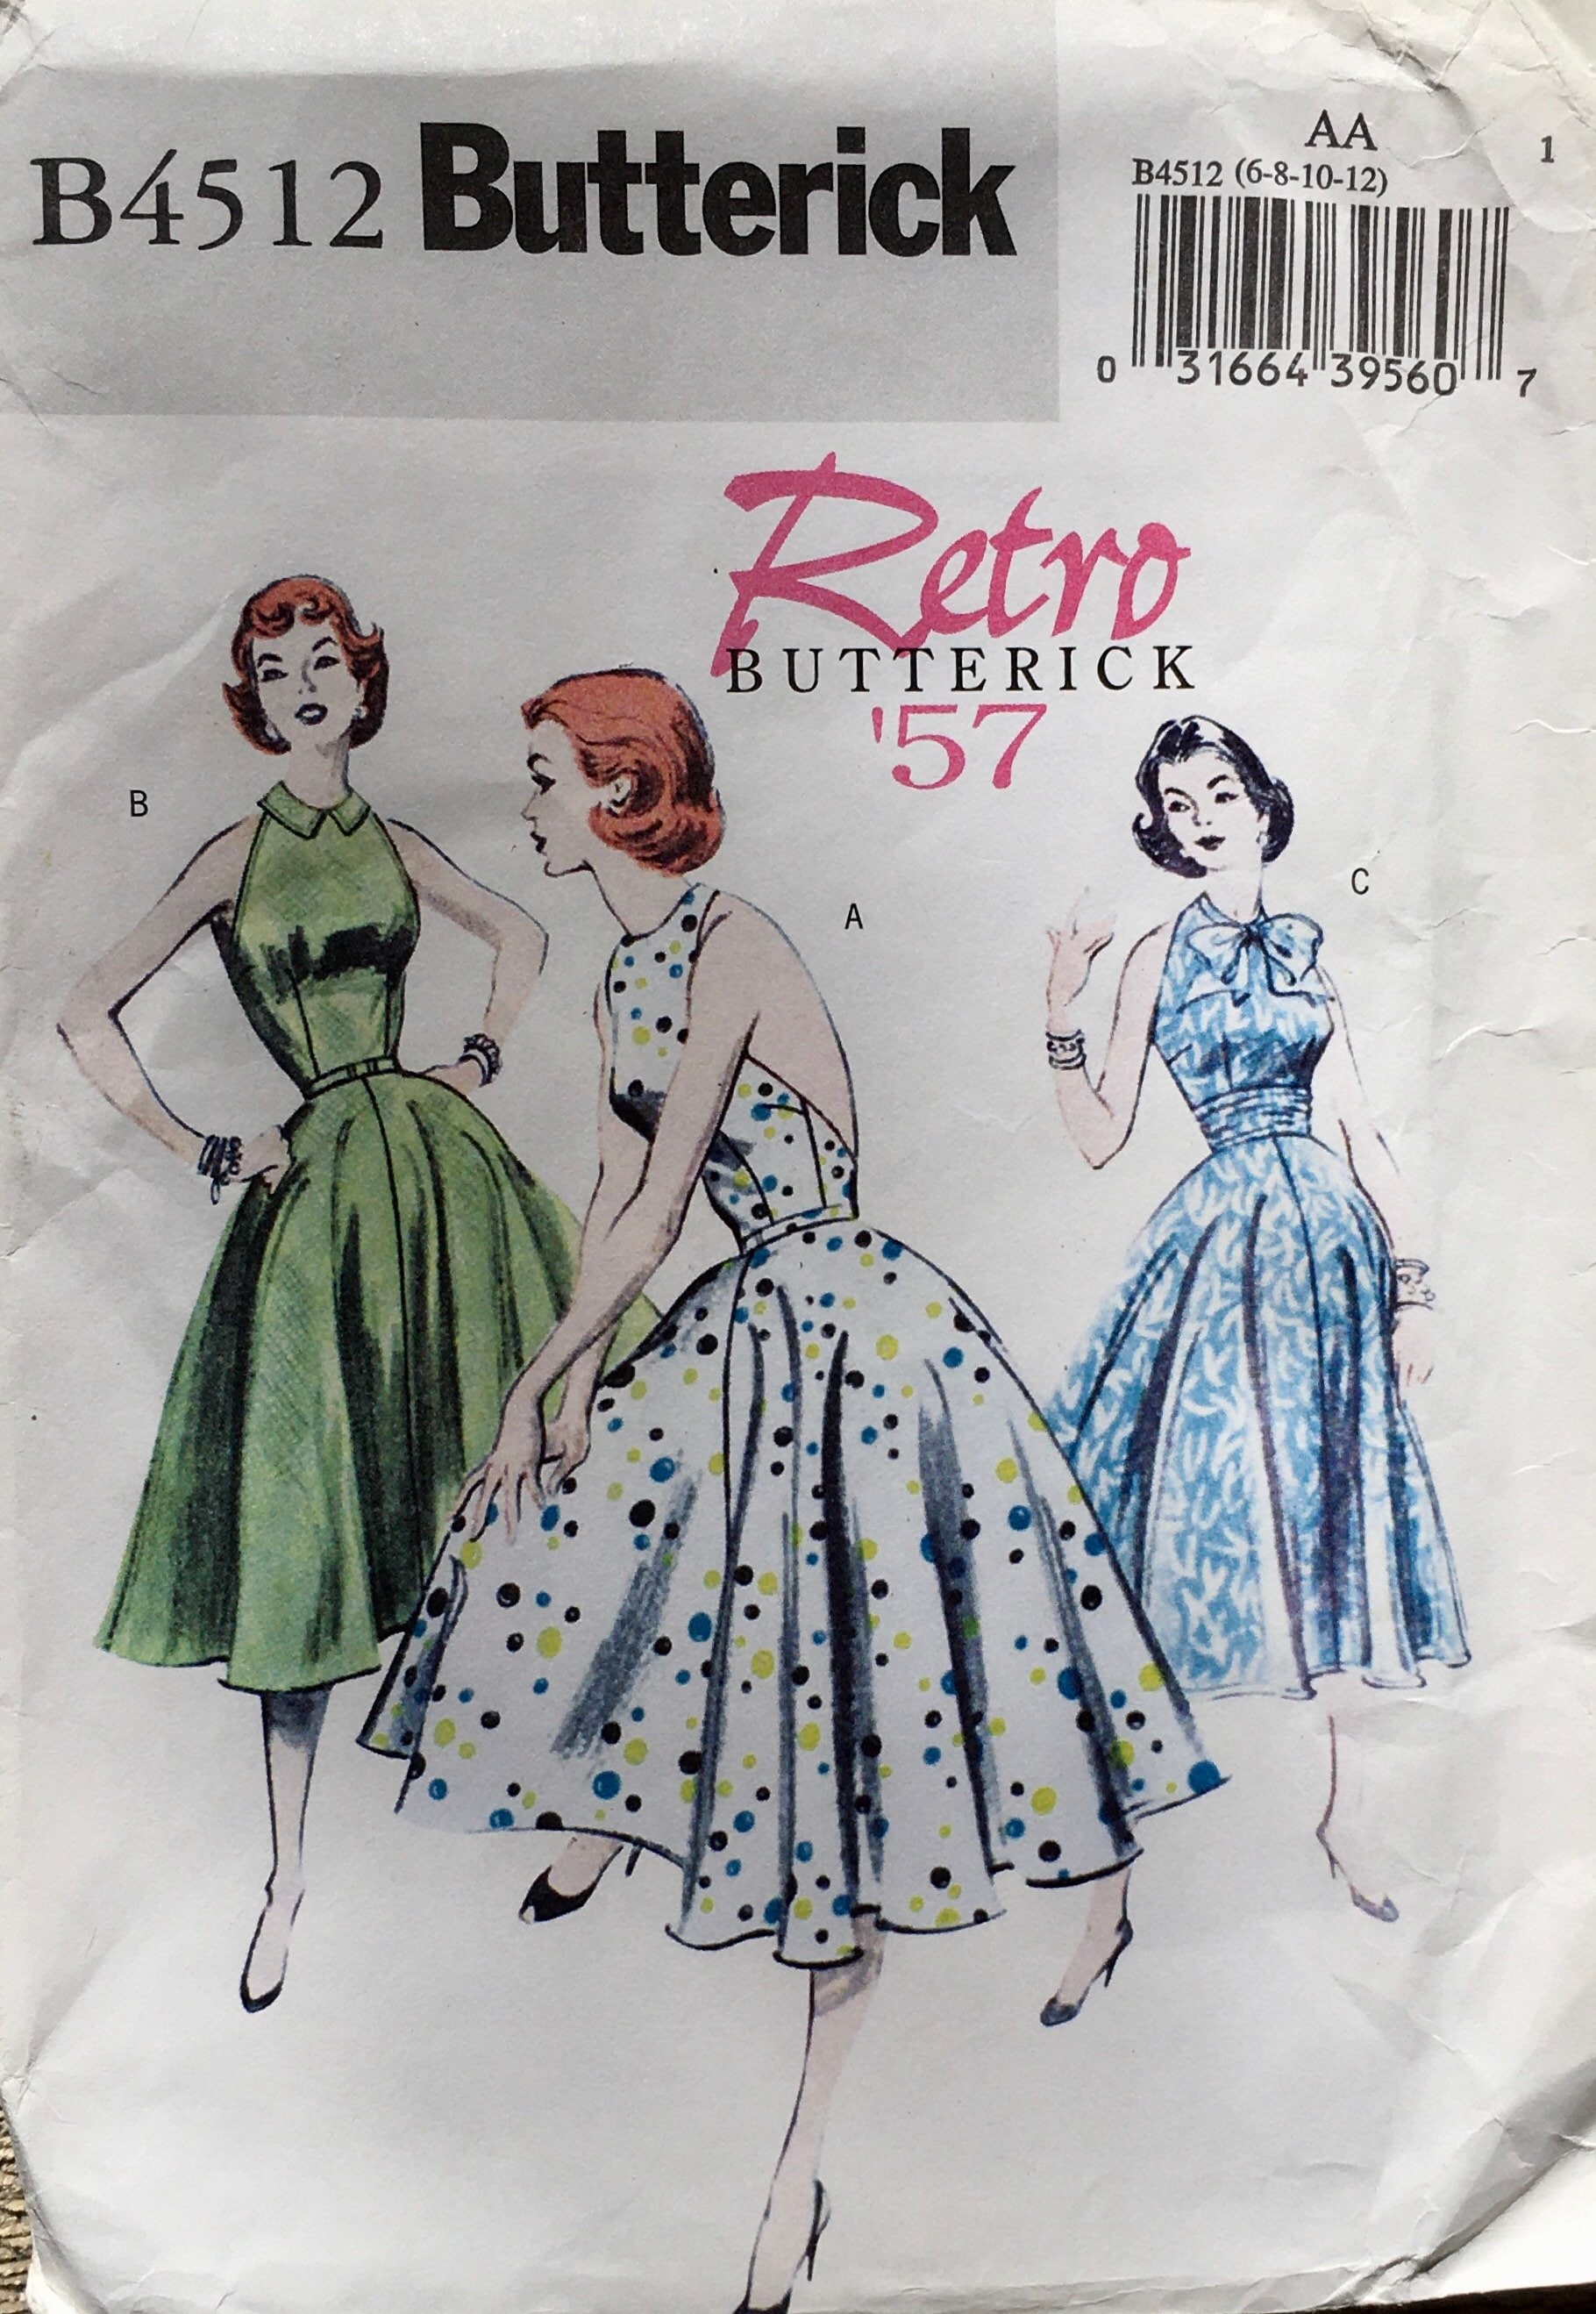 B4512 Butterick
AA
1
B4512 (6-8-10-12)
0 31664 39560 7
Retro
BUTTERICK
'57
B
A
C